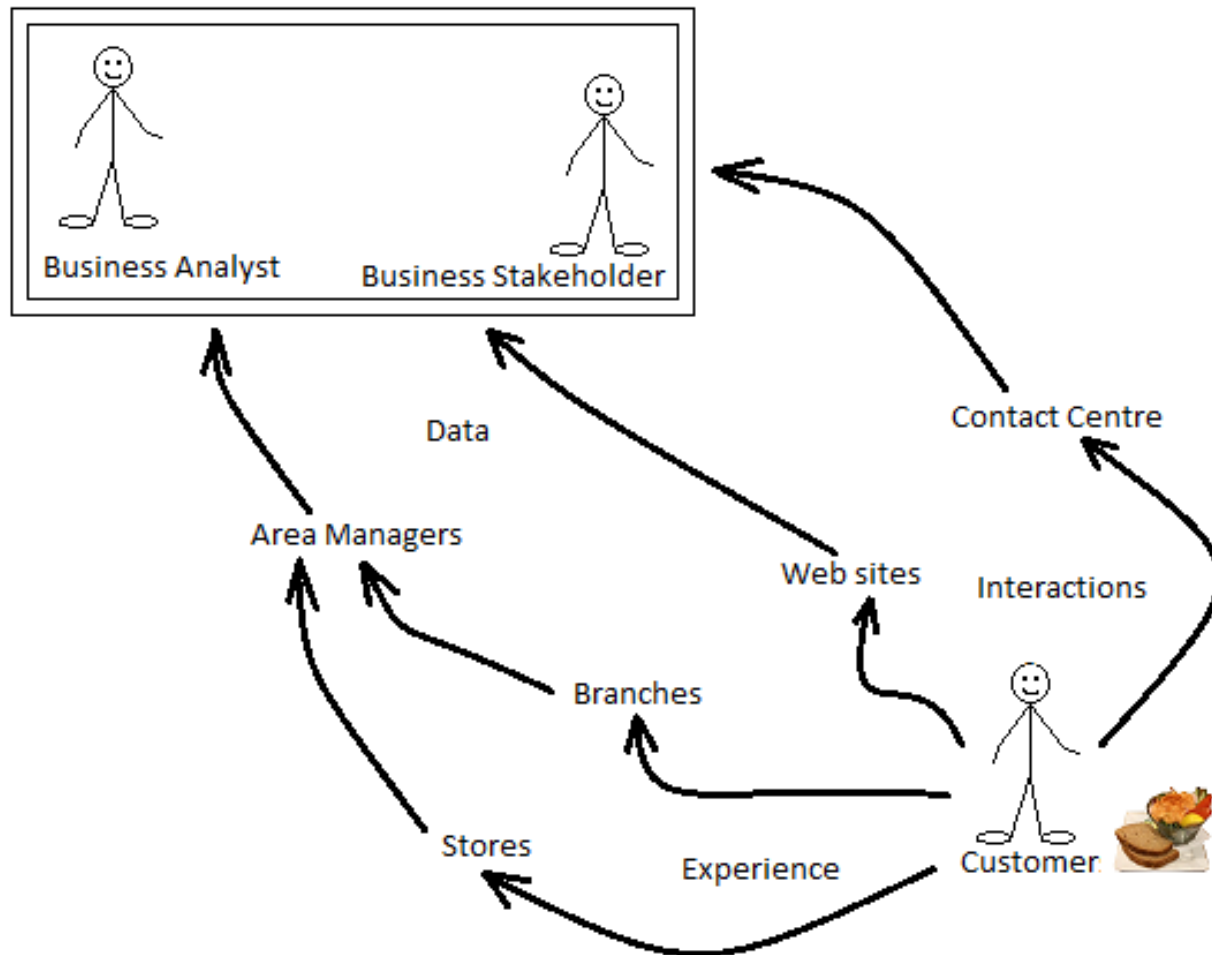 Business Analyst
Business Stakeholder
Contact Centre
Data
Area Managers
Web sites
Interactions
Branches
Stores
Experience
Customer